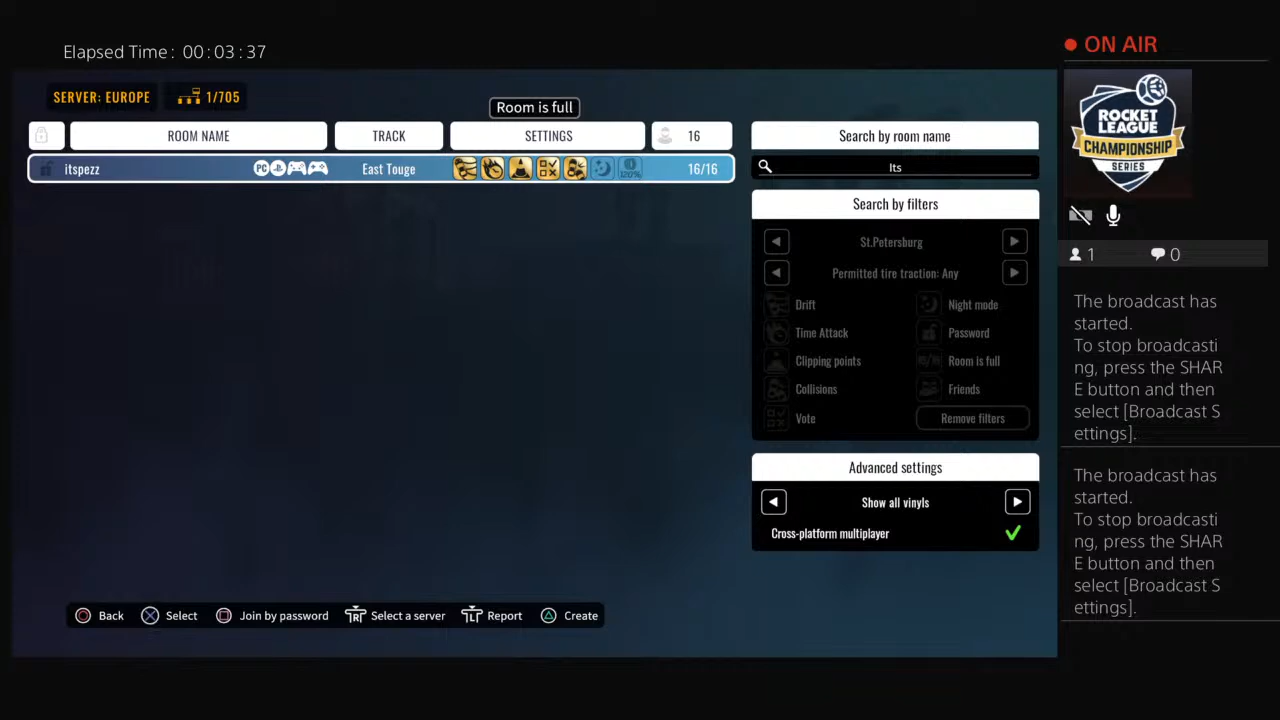 Elapsed Time: 00:03:37
ON AIR
SERVER: EUROPE
1/705
Room is full
ROOM NAME
TRACK
SETTINGS
16
Search by room name
itspezz
PC
East Touge
120%
16/16
Its
Search by filters
St.Petersburg
Permitted tire traction: Any
Drift
Night mode
Time Attack
Password
Clipping points
Room is full
Collisions
Friends
Vote
Remove filters
Advanced settings
Show all vinyls
Cross-platform multiplayer
Back
Select
Join by password
R
Select a server
L
Report
Create
ROCKET
LEAGUE
CHAMPIONSHIP
SERIES
1
0
The broadcast has
started.
To stop broadcasti
ng, press the SHAR
E button and then
select [Broadcast S
ettings].
The broadcast has
started.
To stop broadcasti
ng, press the SHAR
E button and then
select [Broadcast S
ettings].